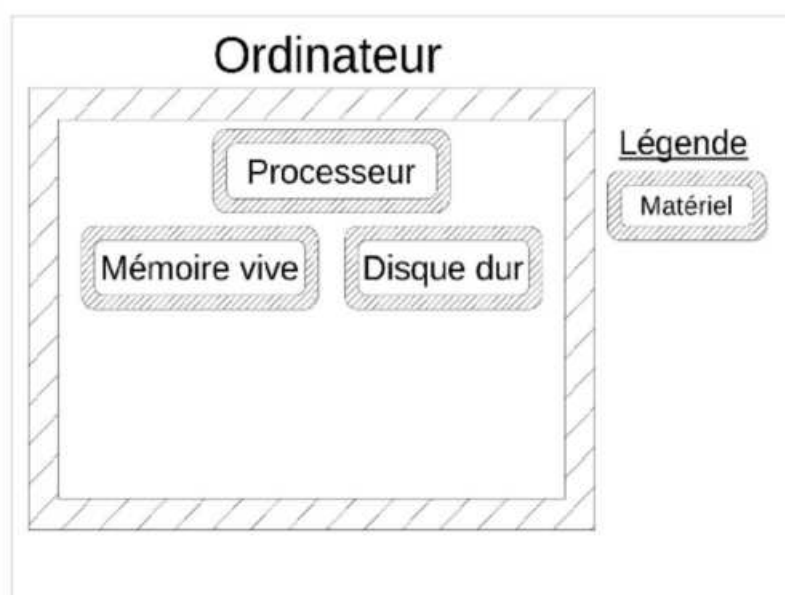 Ordinateur
Légende
Processeur
Matériel
Mémoire vive
Disque dur